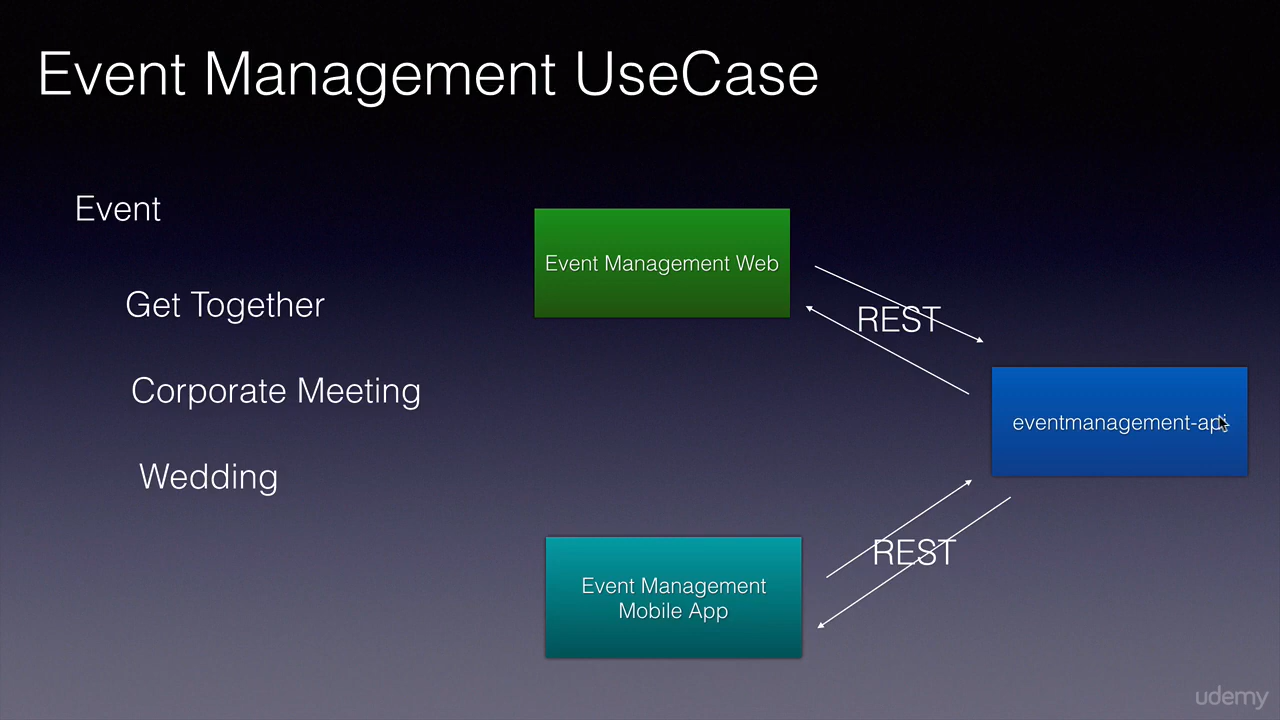 Event Management UseCase
Event
Get Together
Corporate Meeting
Wedding
Event Management Web
REST
eventmanagement-api
REST
Event Management
Mobile App
udemy